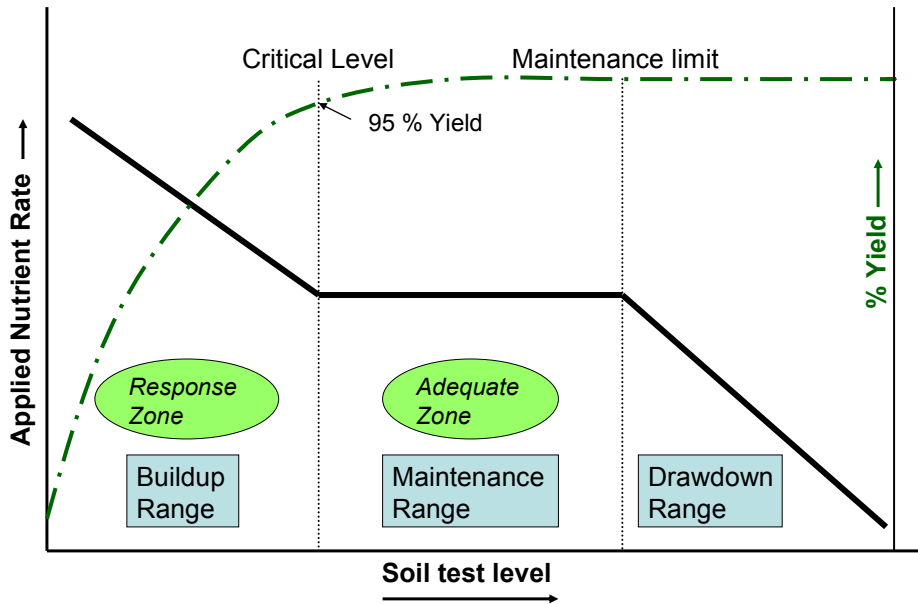 Critical Level
Maintenance limit
95 % Yield
Applied Nutrient Rate
% Yield
Response
Zone
Adequate
Zone
Buildup
Range
Maintenance
Range
Drawdown
Range
Soil test level